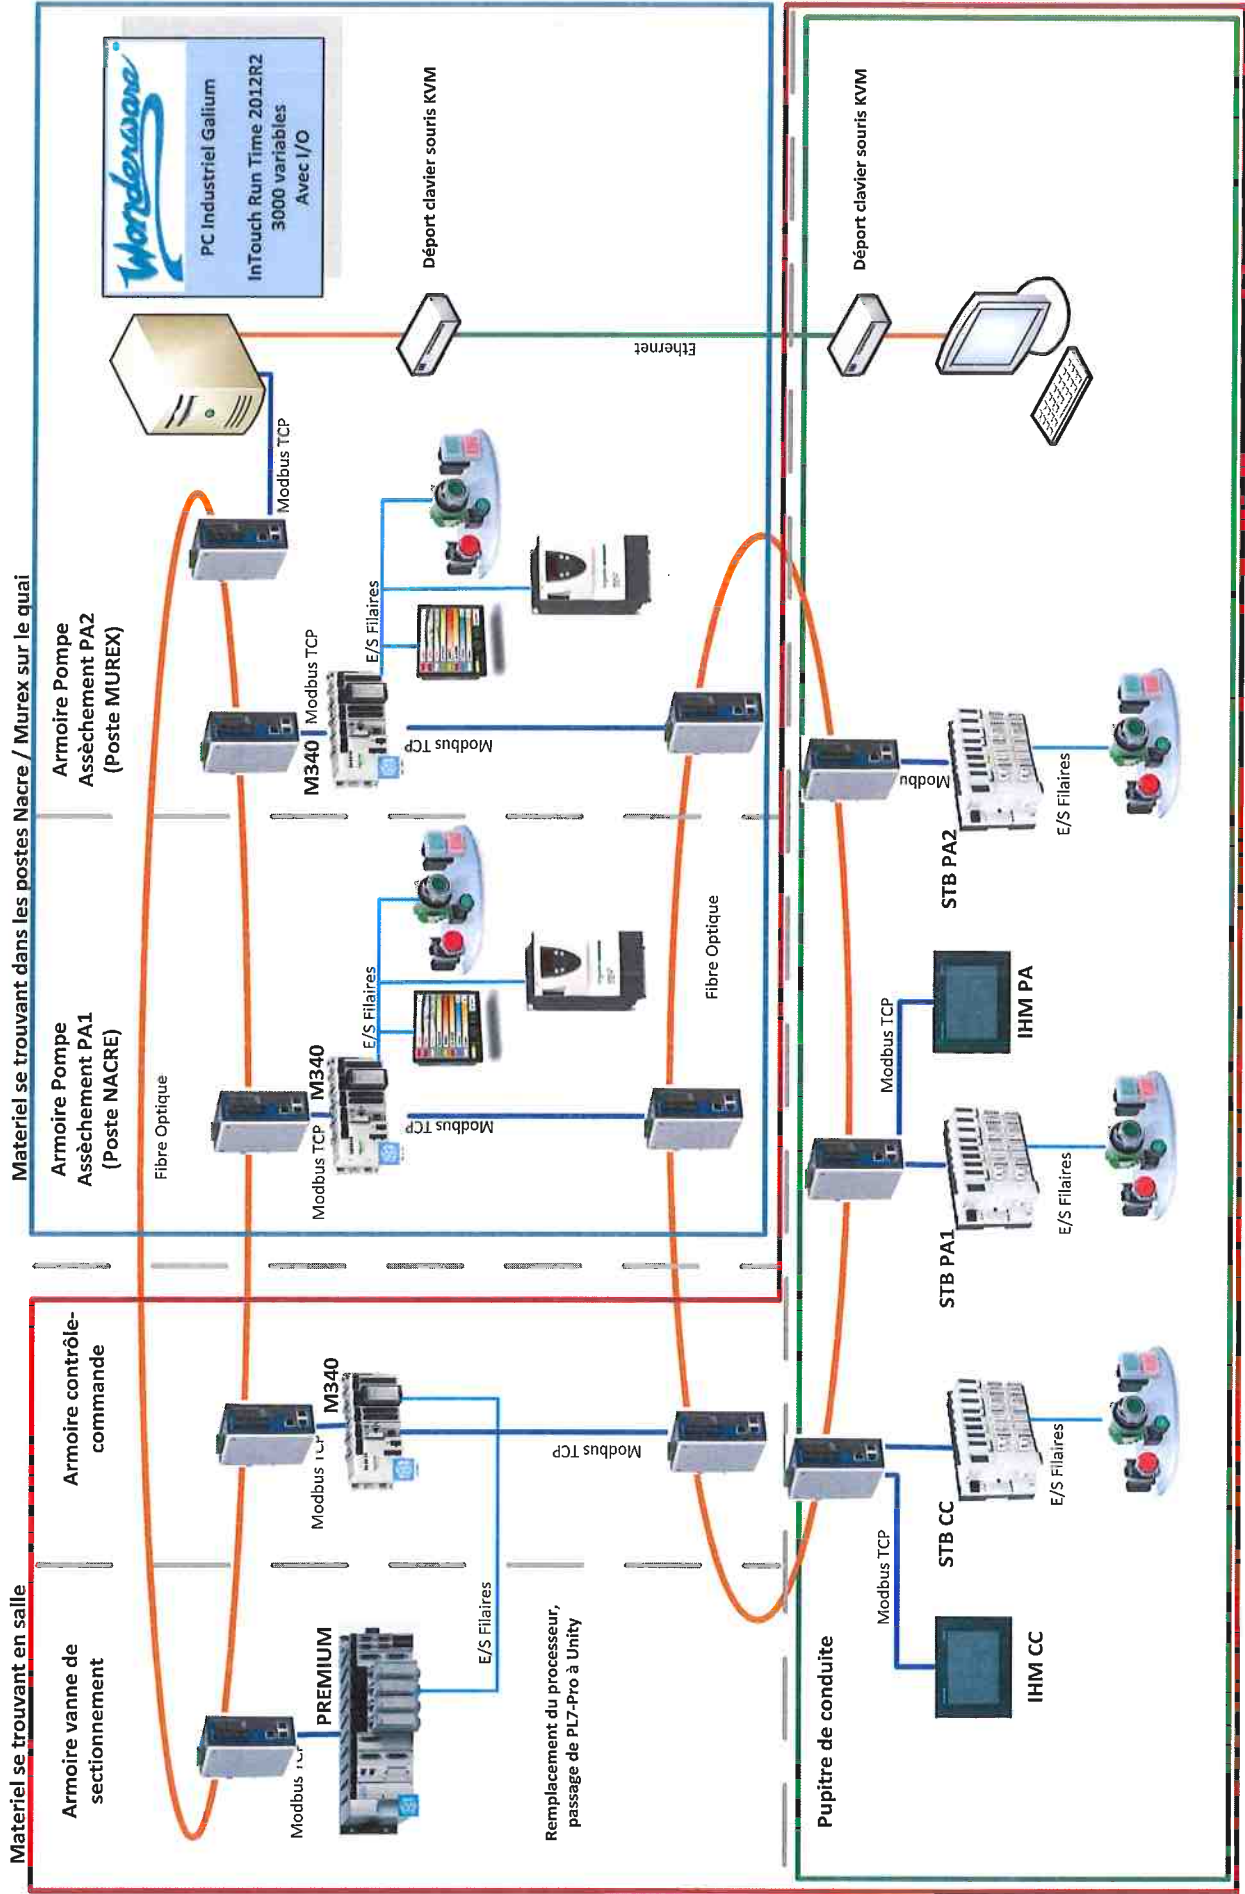 Materiel se trouvant en salle
Materiel se trouvant dans les postes Nacre / Murex sur le quai
Armoire vanne de
sectionnement
Armoire contrôle-
commande
Armoire Pompe
Assèchement PA1
(Poste NACRE)
Armoire Pompe
Assèchement PA2
(Poste MUREX)
Wonderware
PC Industriel Galium
InTouch Run Time 2012R2
3000 variables
Avec I/O
Fibre Optique
Modbus TCP
Modbus TCP
Modbus TCP
Modbus TCP
Modbus TCP
PREMIUM
M340
M340
M340
E/S Filaires
E/S Filaires
E/S Filaires
Modbus TCP
Modbus TCP
Modbus TCP
Déport clavier souris KVM
Ethernet
Remplacement du processeur,
passage de PL7-Pro à Unity
Fibre Optique
Pupitre de conduite
Déport clavier souris KVM
Modbus TCP
Modbus TCP
Modbu
STB CC
STB PA1
STB PA2
IHM CC
IHM PA
E/S Filaires
E/S Filaires
E/S Filaires